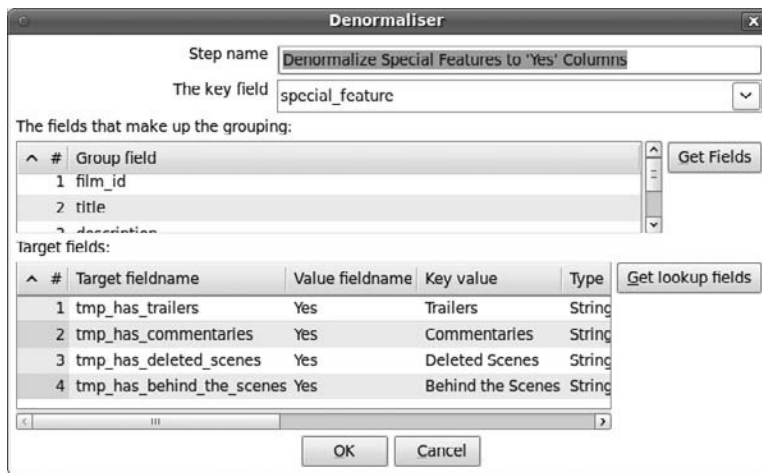 Denormaliser
Step name Denormalize Special Features to 'Yes' Columns
The key field special_feature
The fields that make up the grouping:
# Group field
1 film_id
2 title
Get Fields
Target fields:
# Target fieldname Value fieldname Key value Type
1 tmp_has_trailers Yes Trailers String
2 tmp_has_commentaries Yes Commentaries String
3 tmp_has_deleted_scenes Yes Deleted Scenes String
4 tmp_has_behind_the_scenes Yes Behind the Scenes String
Get lookup fields
OK Cancel